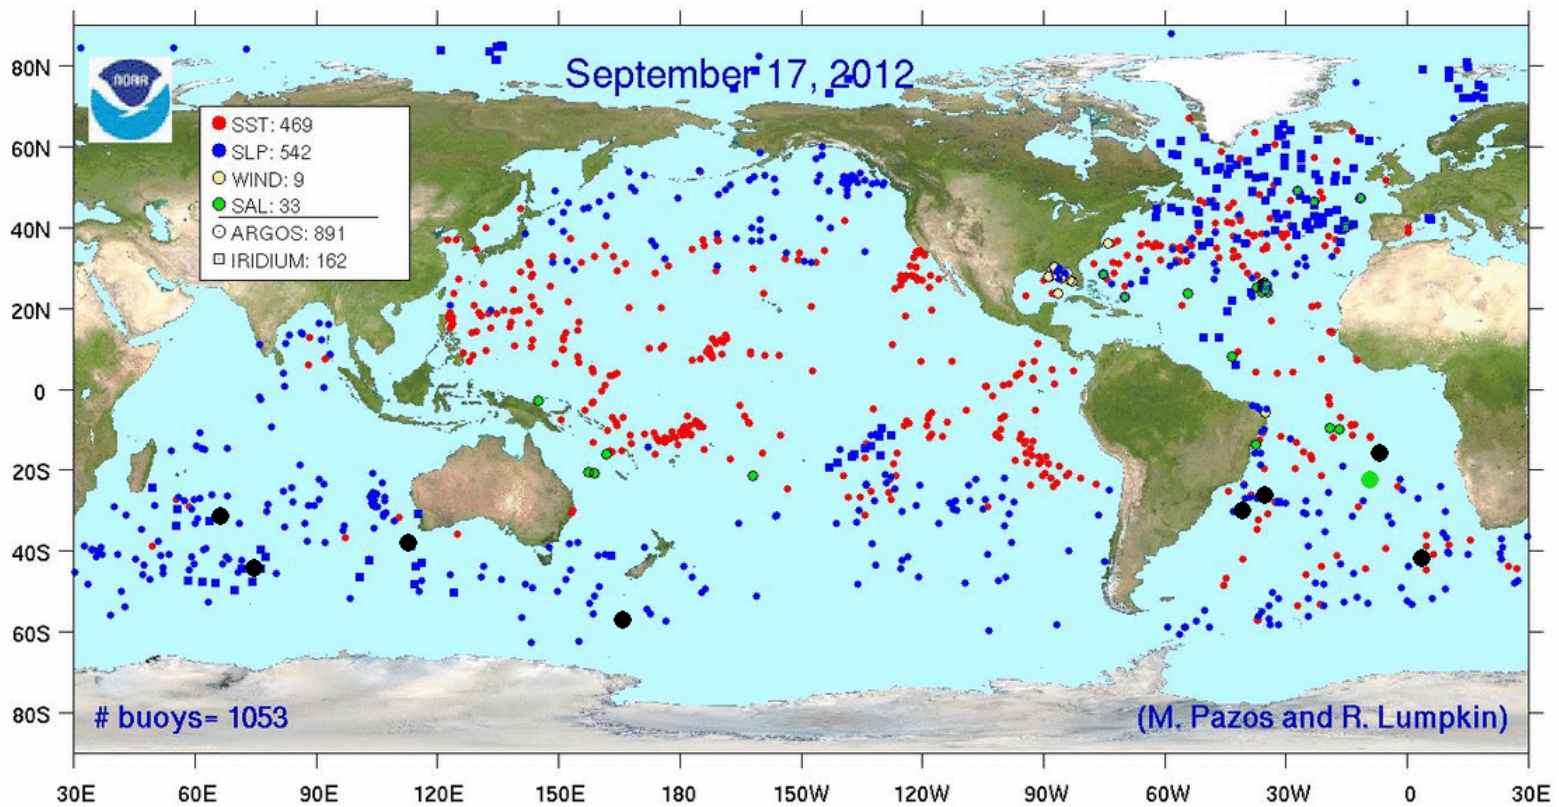 September 17, 2012
80N
NOAA
SST: 469
SLP: 542
WIND: 9
SAL: 33
ARGOS: 891
IRIDIUM: 162
60N
40N
20N
0
20S
40S
60S
80S
# buoys= 1053
(M. Pazos and R. Lumpkin)
30E 60E 90E 120E 150E 180 150W 120W 90W 60W 30W 0 30E